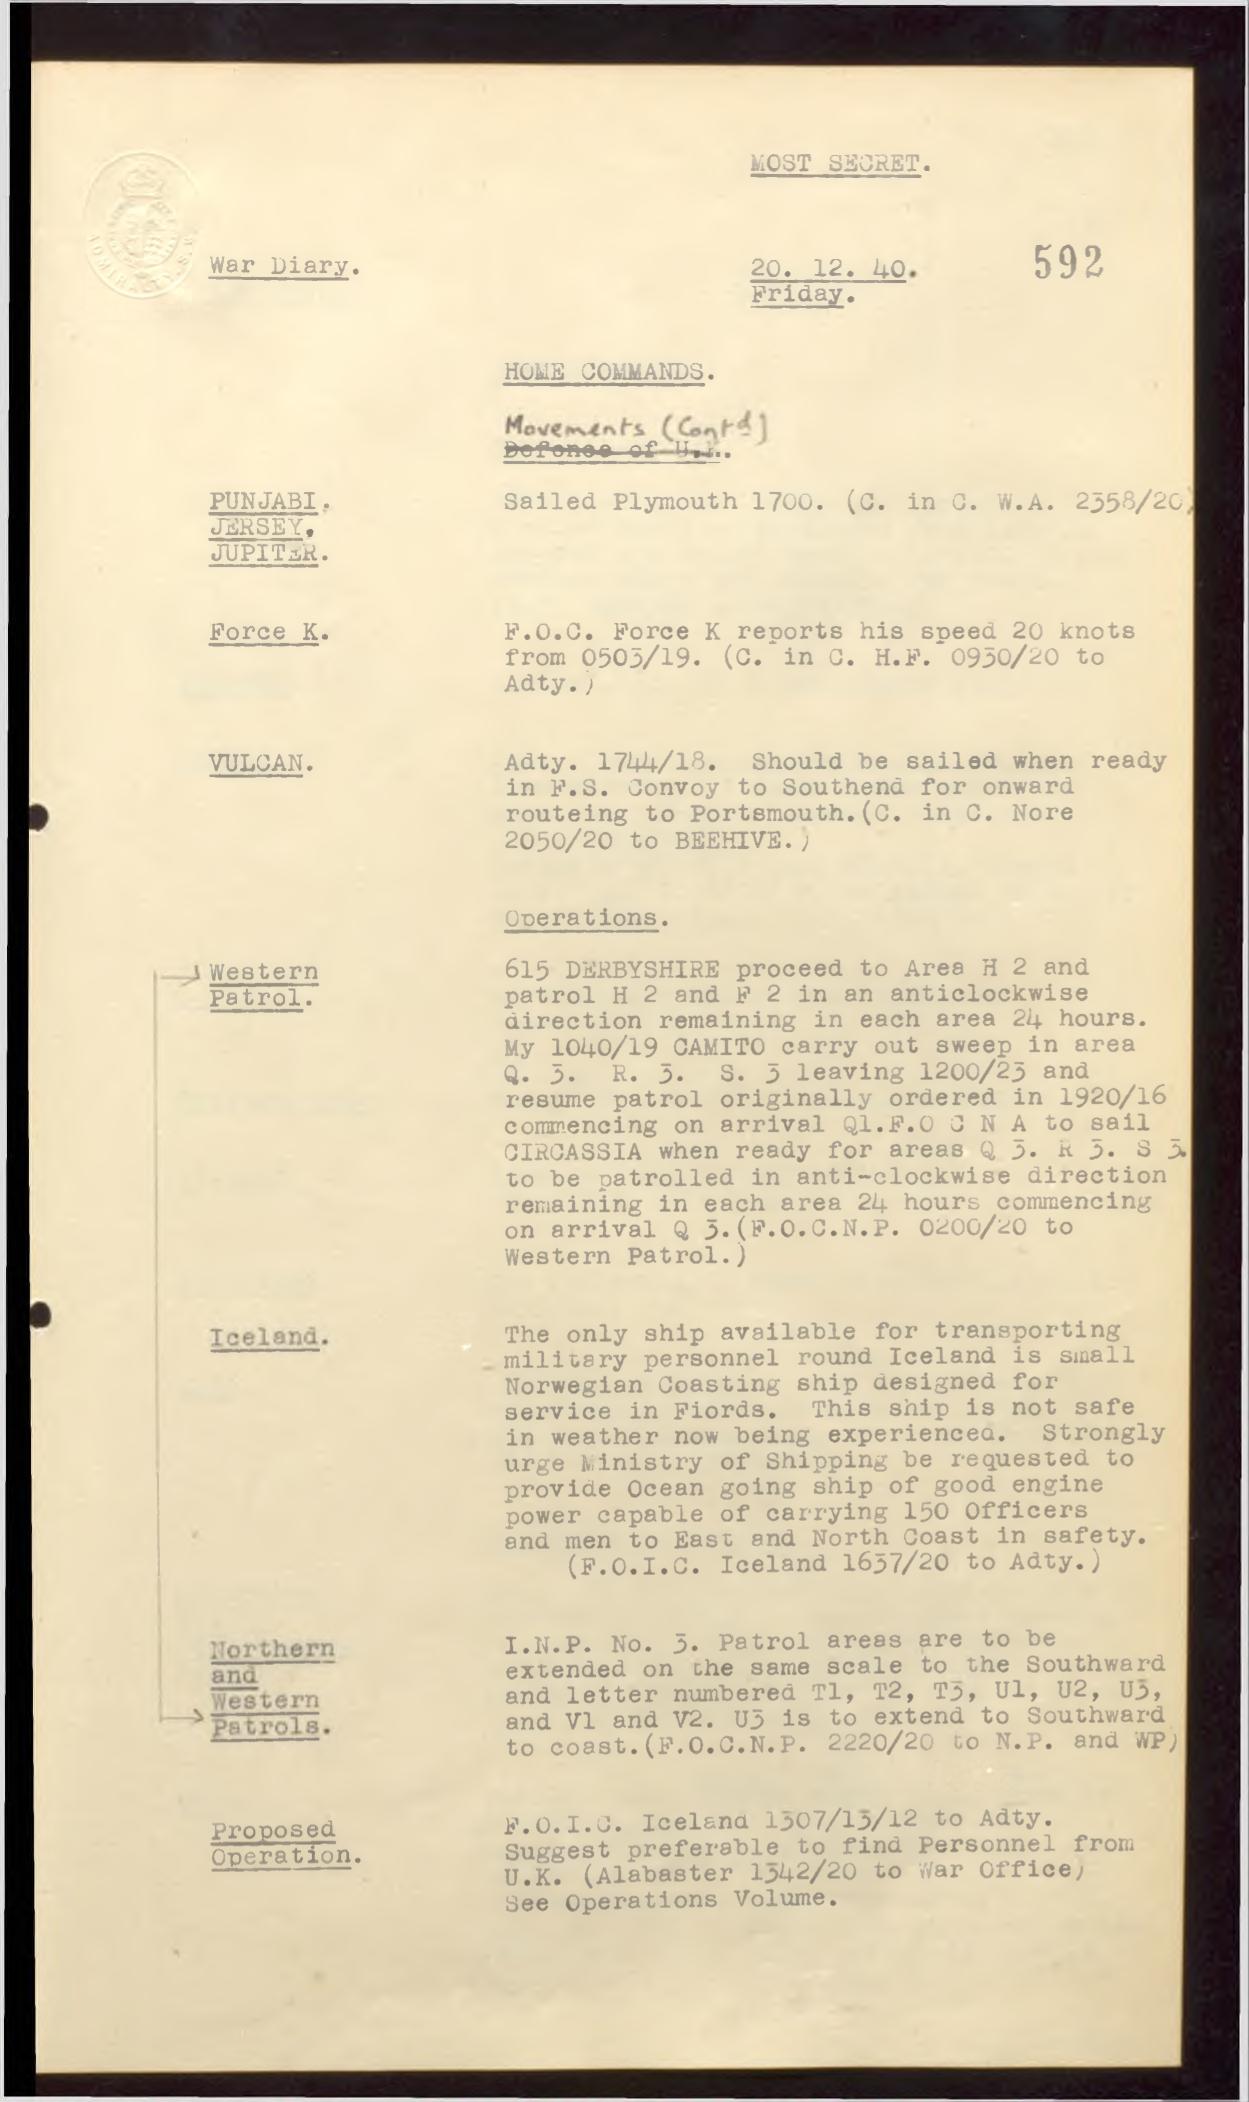 MOST SECRET.
ADMIRALTY. S.W.
War Diary.
20. 12. 40.
592
Friday.
HOME COMMANDS.
Movements (Contd)
Defence of U.K.
PUNJABI.
JERSEY,
JUPITER.
Sailed Plymouth 1700. (C. in C. W.A. 2358/20)
Force K.
F.O.C. Force K reports his speed 20 knots
from 0503/19. (C. in C. H.F. 0930/20 to
Adty.)
VULCAN.
Adty. 1744/18. Should be sailed when ready
in F.S. Convoy to Southend for onward
routeing to Portsmouth.(C. in C. Nore
2050/20 to BEEHIVE.)
Operations.
Western
Patrol.
615 DERBYSHIRE proceed to Area H 2 and
patrol H 2 and F 2 in an anticlockwise
direction remaining in each area 24 hours.
My 1040/19 CAMITO carry out sweep in area
Q. 3. R. 3. S. 3 leaving 1200/23 and
resume patrol originally ordered in 1920/16
commencing on arrival Q1.F.O C N A to sail
CIRCASSIA when ready for areas Q 3. R 3. S 3.
to be patrolled in anti-clockwise direction
remaining in each area 24 hours commencing
on arrival Q 3.(F.O.C.N.P. 0200/20 to
Western Patrol.)
Iceland.
The only ship available for transporting
military personnel round Iceland is small
Norwegian Coasting ship designed for
service in Fiords. This ship is not safe
in weather now being experienced. Strongly
urge Ministry of Shipping be requested to
provide Ocean going ship of good engine
power capable of carrying 150 Officers
and men to East and North Coast in safety.
(F.O.I.C. Iceland 1637/20 to Adty.)
Northern
and
Western
Patrols.
I.N.P. No. 3. Patrol areas are to be
extended on the same scale to the Southward
and letter numbered T1, T2, T3, U1, U2, U3,
and V1 and V2. U3 is to extend to Southward
to coast.(F.O.C.N.P. 2220/20 to N.P. and WP)
Proposed
Operation.
F.O.I.C. Iceland 1307/13/12 to Adty.
Suggest preferable to find Personnel from
U.K. (Alabaster 1342/20 to War Office)
See Operations Volume.